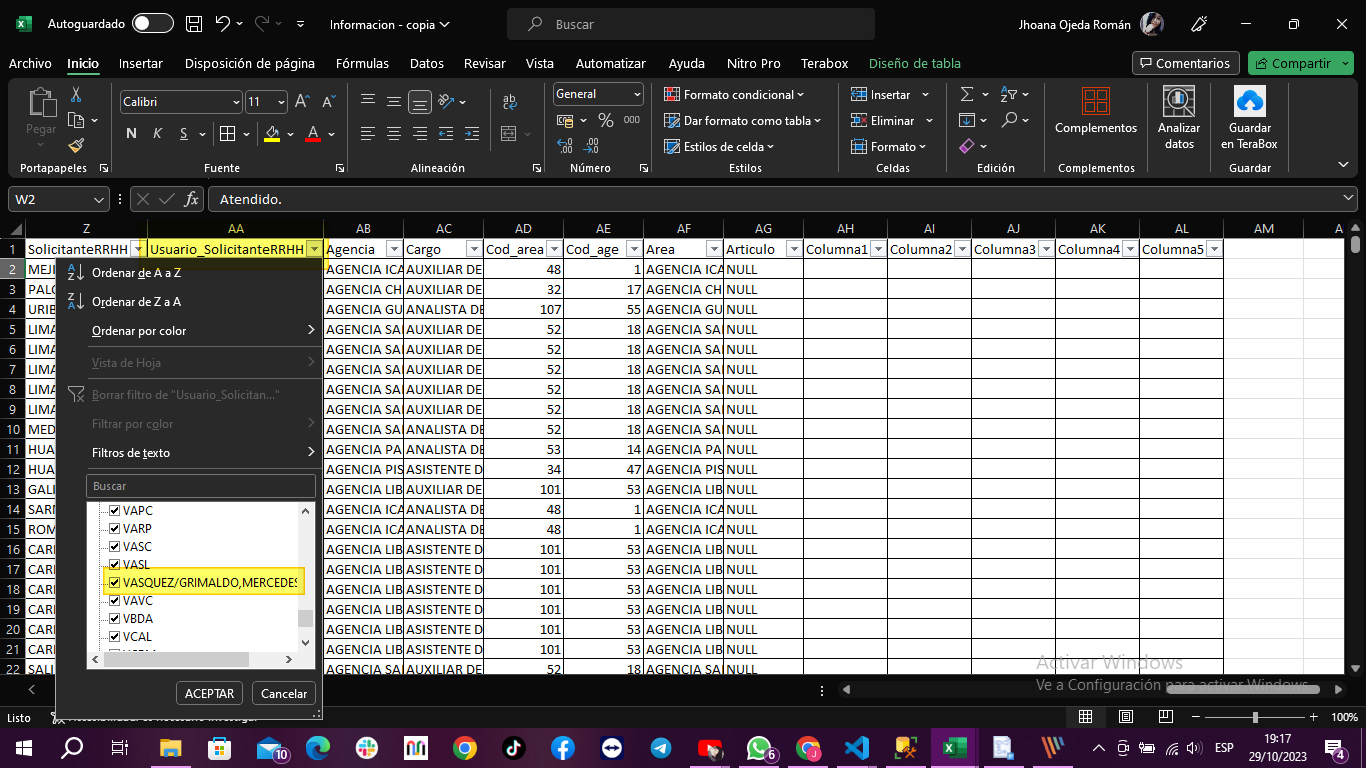 Autoguardado Informacion - copia Buscar Jhoana Ojeda Román
Archivo Inicio Insertar Disposición de página Fórmulas Datos Revisar Vista Automatizar Ayuda Nitro Pro Terabox Diseño de tabla Comentarios Compartir
Pegar Calibri 11 General Formato condicional Insertar Complementos Analizar datos Guardar en TeraBox
N K S % 000 Dar formato como tabla Eliminar
Estilos de celda Formato
Portapapeles Fuente Alineación Número Estilos Celdas Edición Complementos Guardar
W2 fx Atendido.
Z AA AB AC AD AE AF AG AH AI AJ AK AL AM A
1 SolicitanteRRHH Usuario_SolicitanteRRHH Agencia Cargo Cod_area Cod_age Area Articulo Columna1 Columna2 Columna3 Columna4 Columna5
2 MEJI AGENCIA ICA AUXILIAR DE 48 1 AGENCIA ICA NULL
3 PALO AGENCIA CH AUXILIAR DE 32 17 AGENCIA CH NULL
4 URIB AGENCIA GU ANALISTA DE 107 55 AGENCIA GU NULL
5 LIMA AGENCIA SA AUXILIAR DE 52 18 AGENCIA SA NULL
6 LIMA AGENCIA SA AUXILIAR DE 52 18 AGENCIA SA NULL
7 LIMA AGENCIA SA AUXILIAR DE 52 18 AGENCIA SA NULL
8 LIMA AGENCIA SA AUXILIAR DE 52 18 AGENCIA SA NULL
9 LIMA AGENCIA SA AUXILIAR DE 52 18 AGENCIA SA NULL
10 MED AGENCIA SA ANALISTA DE 52 18 AGENCIA SA NULL
11 HUA AGENCIA PA ANALISTA DE 53 14 AGENCIA PA NULL
12 HUA AGENCIA PIS ASISTENTE D 34 47 AGENCIA PIS NULL
13 GALI AGENCIA LIB AUXILIAR DE 101 53 AGENCIA LIB NULL
14 SARM AGENCIA ICA ANALISTA DE 48 1 AGENCIA ICA NULL
15 ROM AGENCIA ICA ANALISTA DE 48 1 AGENCIA ICA NULL
16 CARI AGENCIA LIB ASISTENTE D 101 53 AGENCIA LIB NULL
17 CARI AGENCIA LIB ASISTENTE D 101 53 AGENCIA LIB NULL
18 CARI AGENCIA LIB ASISTENTE D 101 53 AGENCIA LIB NULL
19 CARI AGENCIA LIB ASISTENTE D 101 53 AGENCIA LIB NULL
20 CARI AGENCIA LIB ASISTENTE D 101 53 AGENCIA LIB NULL
21 CARI AGENCIA LIB ASISTENTE D 101 53 AGENCIA LIB NULL
22 SALI AGENCIA SA AUXILIAR DE 52 18 AGENCIA SA NULL
Ordenar de A a Z
Ordenar de Z a A
Ordenar por color
Vista de Hoja
Borrar filtro de "Usuario_Solicitan..."
Filtrar por color
Filtros de texto
Buscar
VAPC
VARP
VASC
VASL
VASQUEZ/GRIMALDO,MERCEDES
VAVC
VBDA
VCAL
ACEPTAR Cancelar
Activar Windows
Ve a Configuración para activar Windows.
Listo 100%
10 6 ESP 19:17
29/10/2023 4